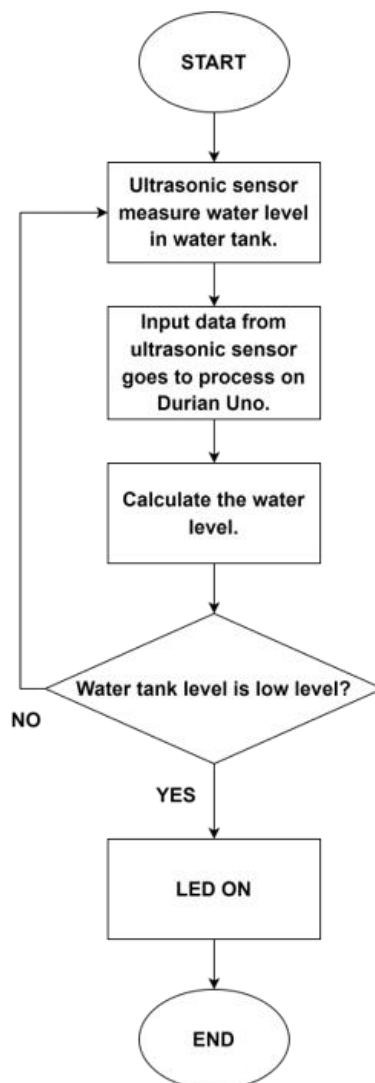 START
Ultrasonic sensor
measure water level
in water tank.
Input data from
ultrasonic sensor
goes to process on
Durian Uno.
Calculate the water
level.
Water tank level is low level?
NO
YES
LED ON
END